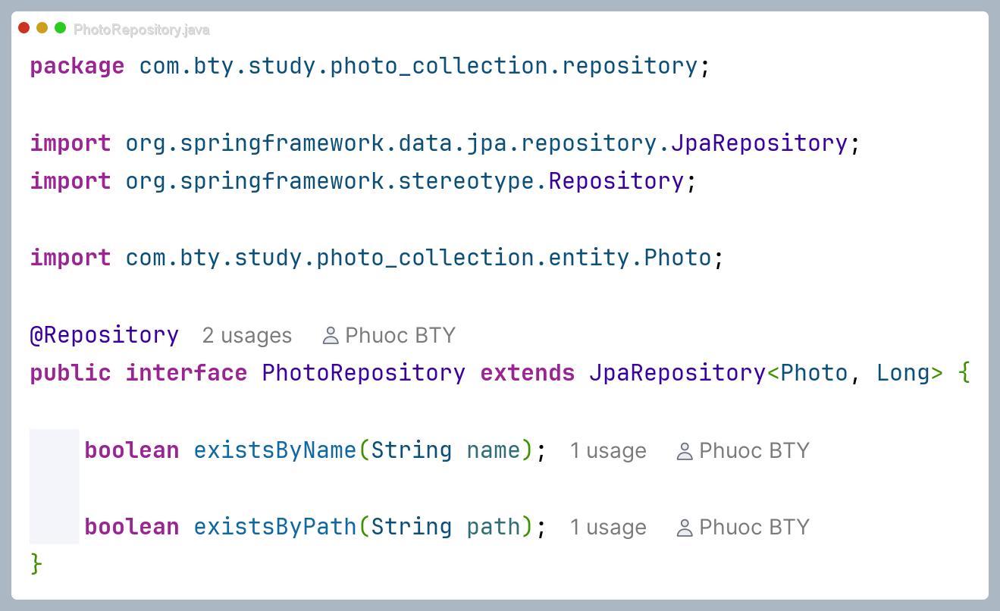 PhotoRepository.java
package com.bty.study.photo_collection.repository;
import org.springframework.data.jpa.repository.JpaRepository;
import org.springframework.stereotype.Repository;
import com.bty.study.photo_collection.entity.Photo;
@Repository 2 usages Phuoc BTY
public interface PhotoRepository extends JpaRepository<Photo, Long> {
boolean existsByName(String name); 1 usage Phuoc BTY
boolean existsByPath(String path); 1 usage Phuoc BTY
}